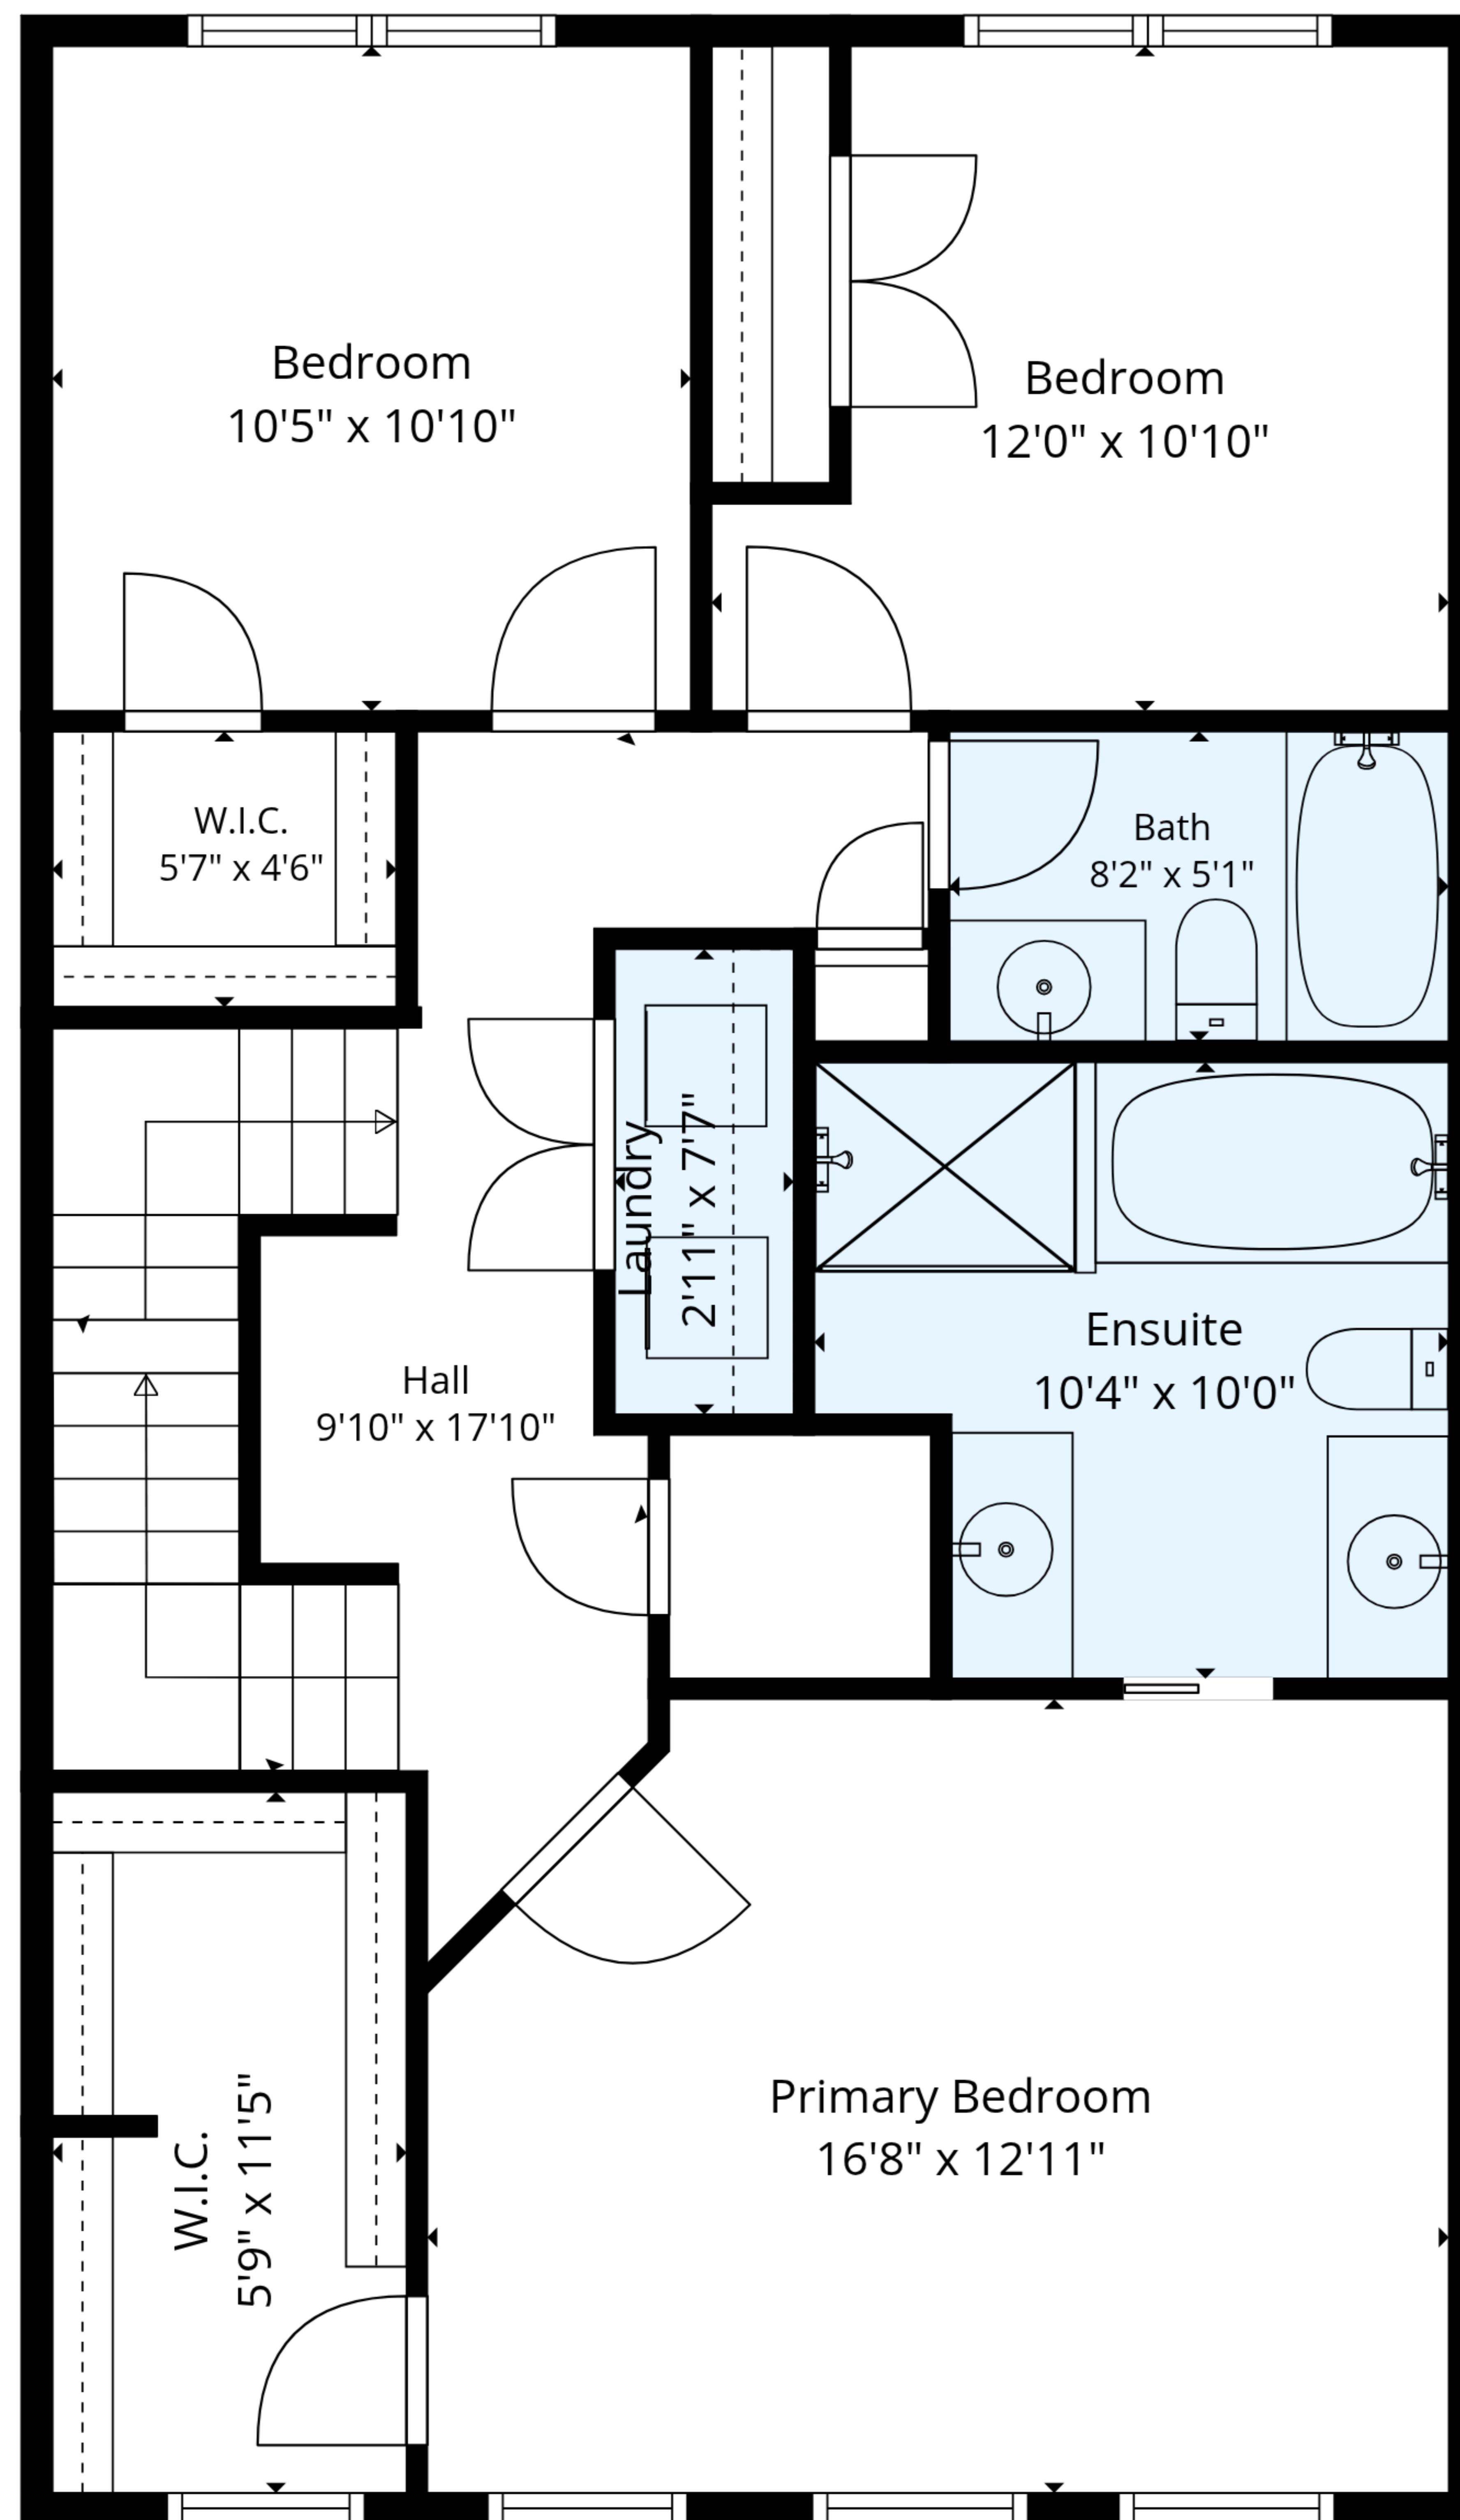 Bedroom
10'5" x 10'10"
Bedroom
12'0" x 10'10"
W.I.C.
5'7" x 4'6"
Bath
8'2" x 5'1"
Laundry
2'11" x 7'7"
Ensuite
10'4" x 10'0"
Hall
9'10" x 17'10"
Primary Bedroom
16'8" x 12'11"
W.I.C.
5'9" x 11'5"